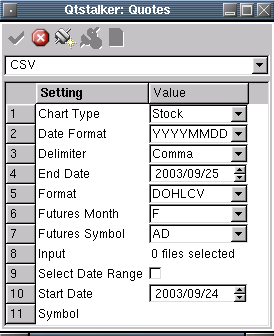 Qtstalker: Quotes
CSV
Setting Value
1 Chart Type Stock
2 Date Format YYYYMMDD
3 Delimiter Comma
4 End Date 2003/09/25
5 Format DOHLCV
6 Futures Month F
7 Futures Symbol AD
8 Input 0 files selected
9 Select Date Range
10 Start Date 2003/09/24
11 Symbol